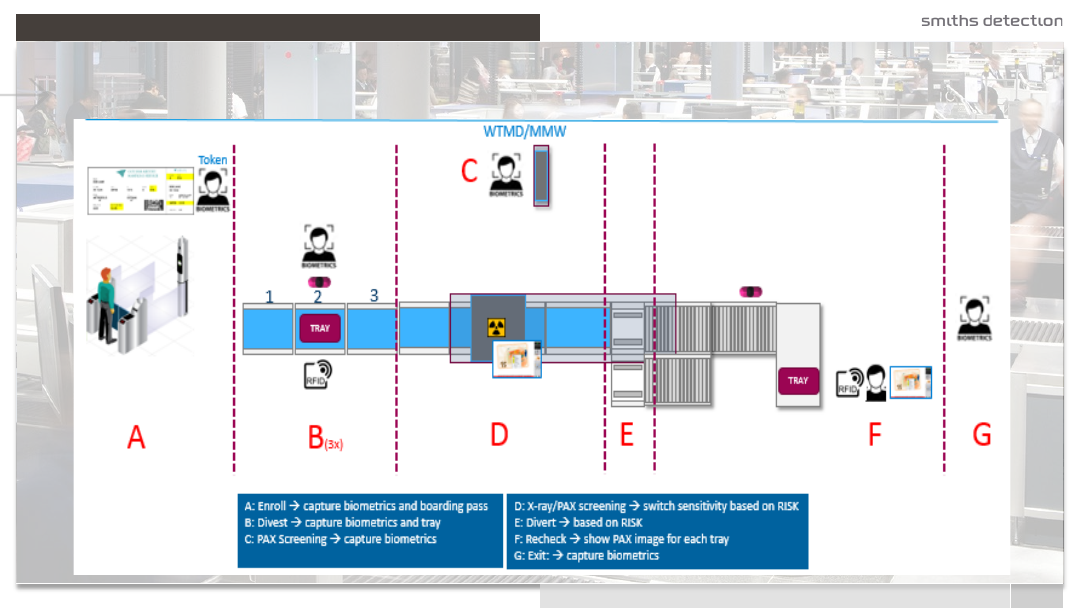 smiths detection
WTMD/MMW
Token
C
BIOMETRICS
BIOMETRICS
BIOMETRICS
1
2
3
TRAY
RFID
TRAY
RFID
BIOMETRICS
A
B(3x)
D
E
F
G
A: Enroll → capture biometrics and boarding pass
B: Divest → capture biometrics and tray
C: PAX Screening → capture biometrics
D: X-ray/PAX screening → switch sensitivity based on RISK
E: Divert → based on RISK
F: Recheck → show PAX image for each tray
G: Exit: → capture biometrics